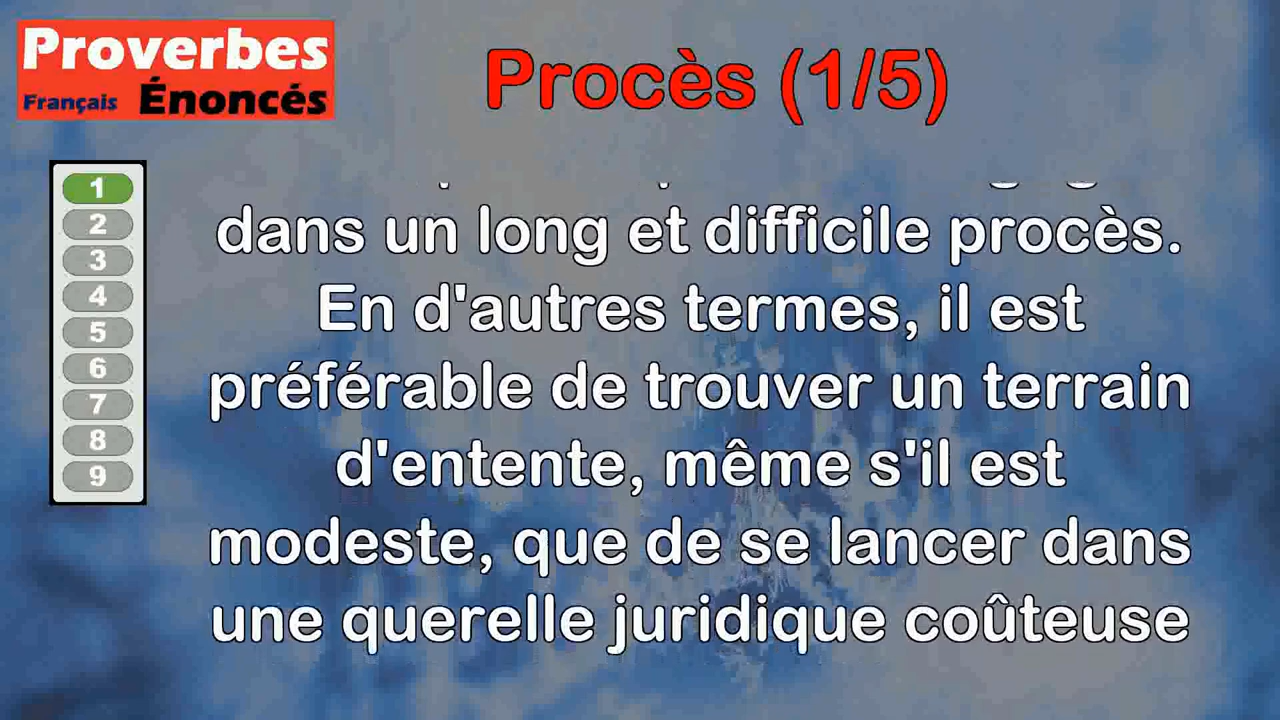 Proverbes
Français Énoncés
Procès (1/5)
1
2
3
4
5
6
7
8
9
dans un long et difficile procès.
En d'autres termes, il est
préférable de trouver un terrain
d'entente, même s'il est
modeste, que de se lancer dans
une querelle juridique coûteuse